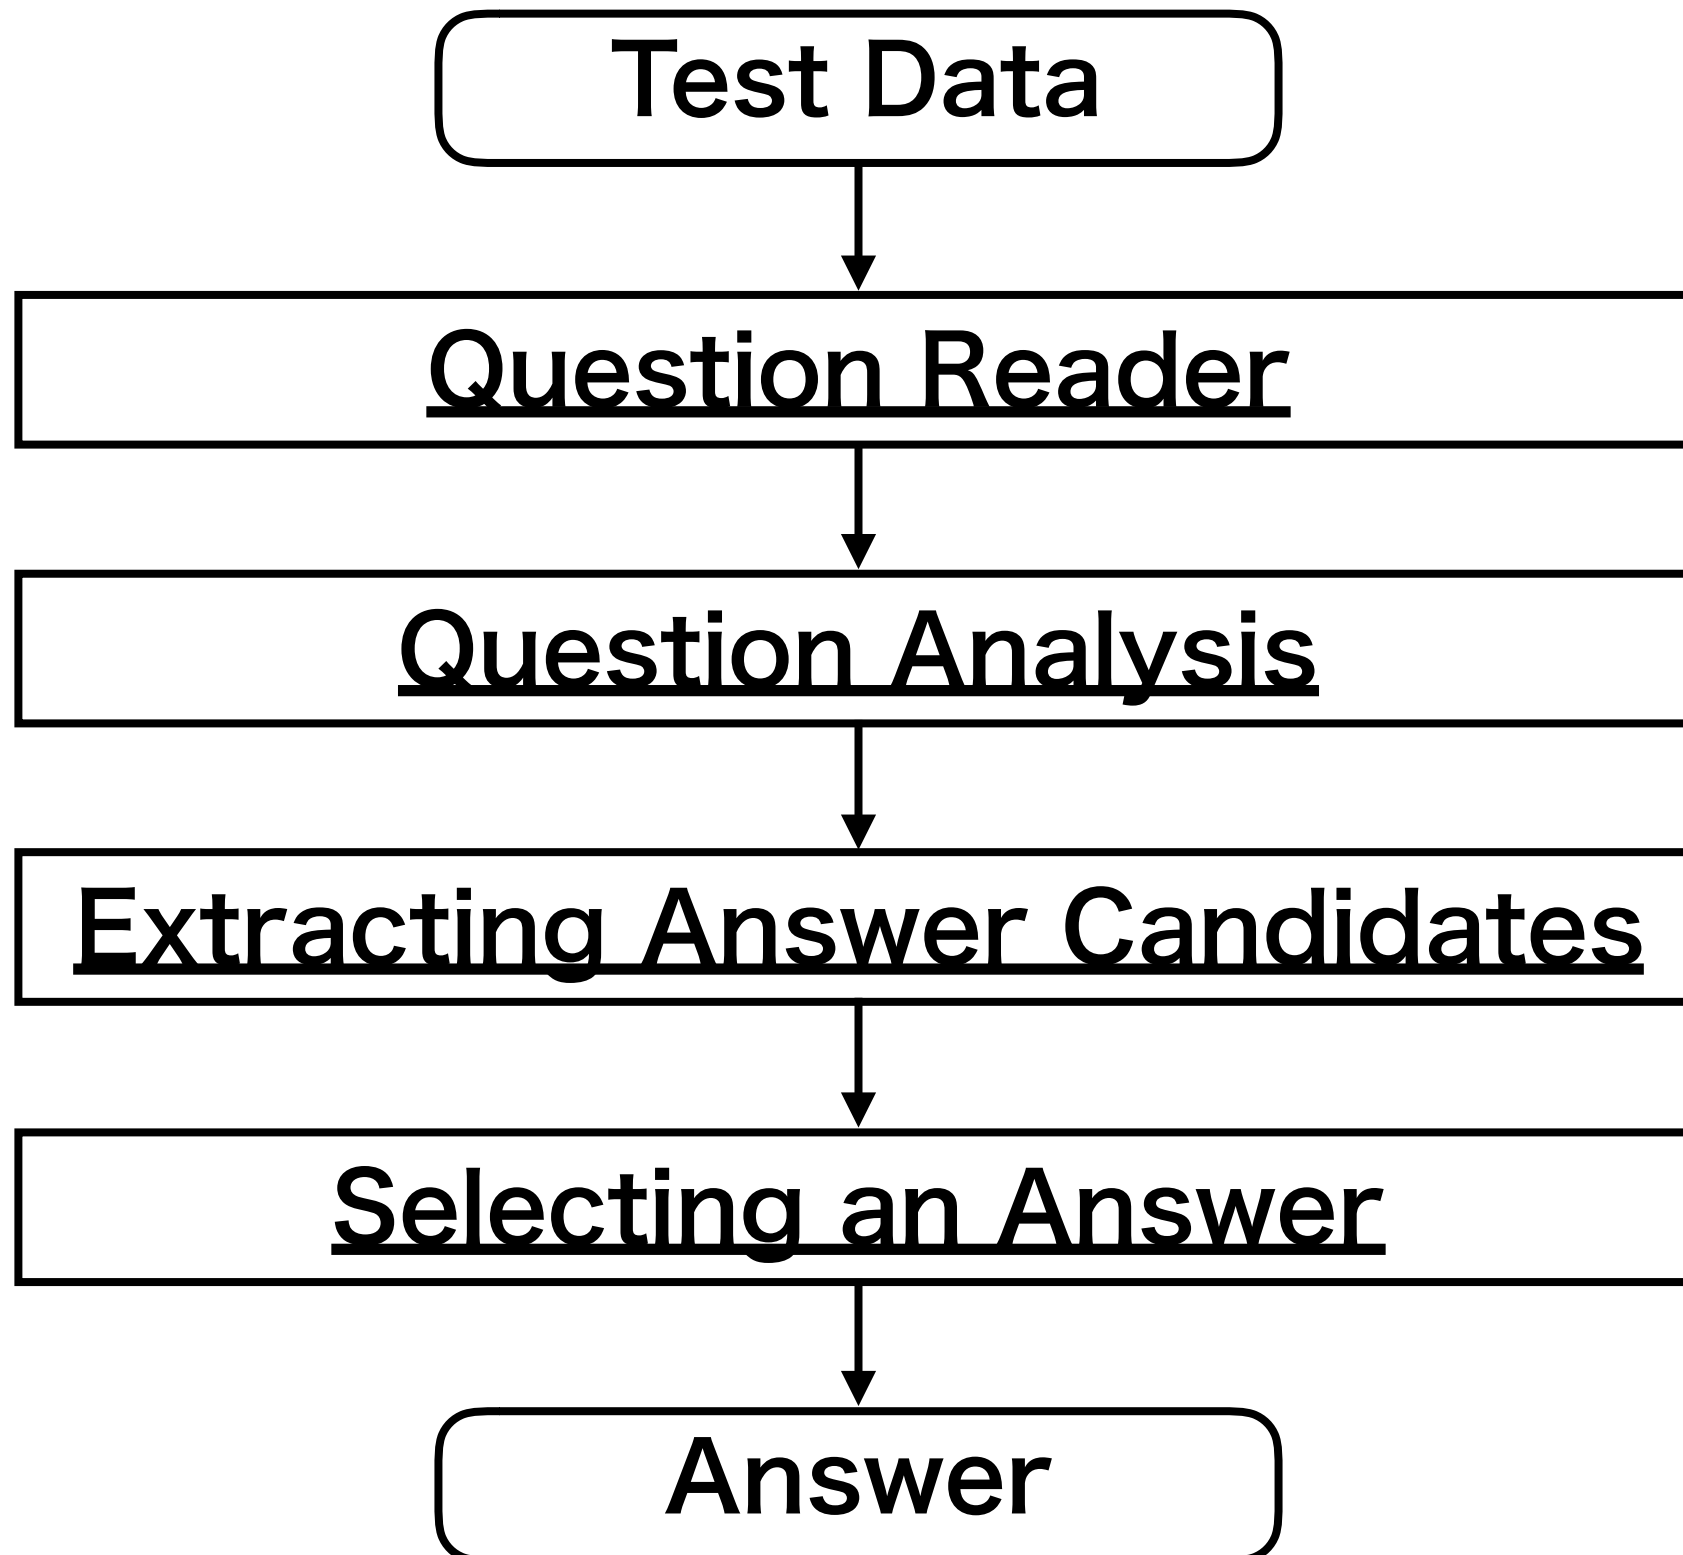 Test Data
Question Reader
Question Analysis
Extracting Answer Candidates
Selecting an Answer
Answer